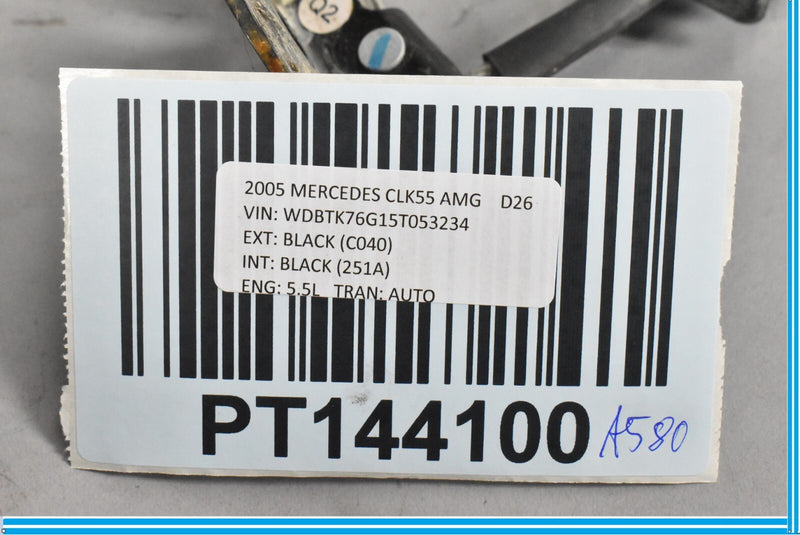 Q2
2005 MERCEDES CLK55 AMG D26
VIN: WDBTK76G15T053234
EXT: BLACK (C040)
INT: BLACK (251A)
ENG: 5.5L TRAN: AUTO
PT144100 A580